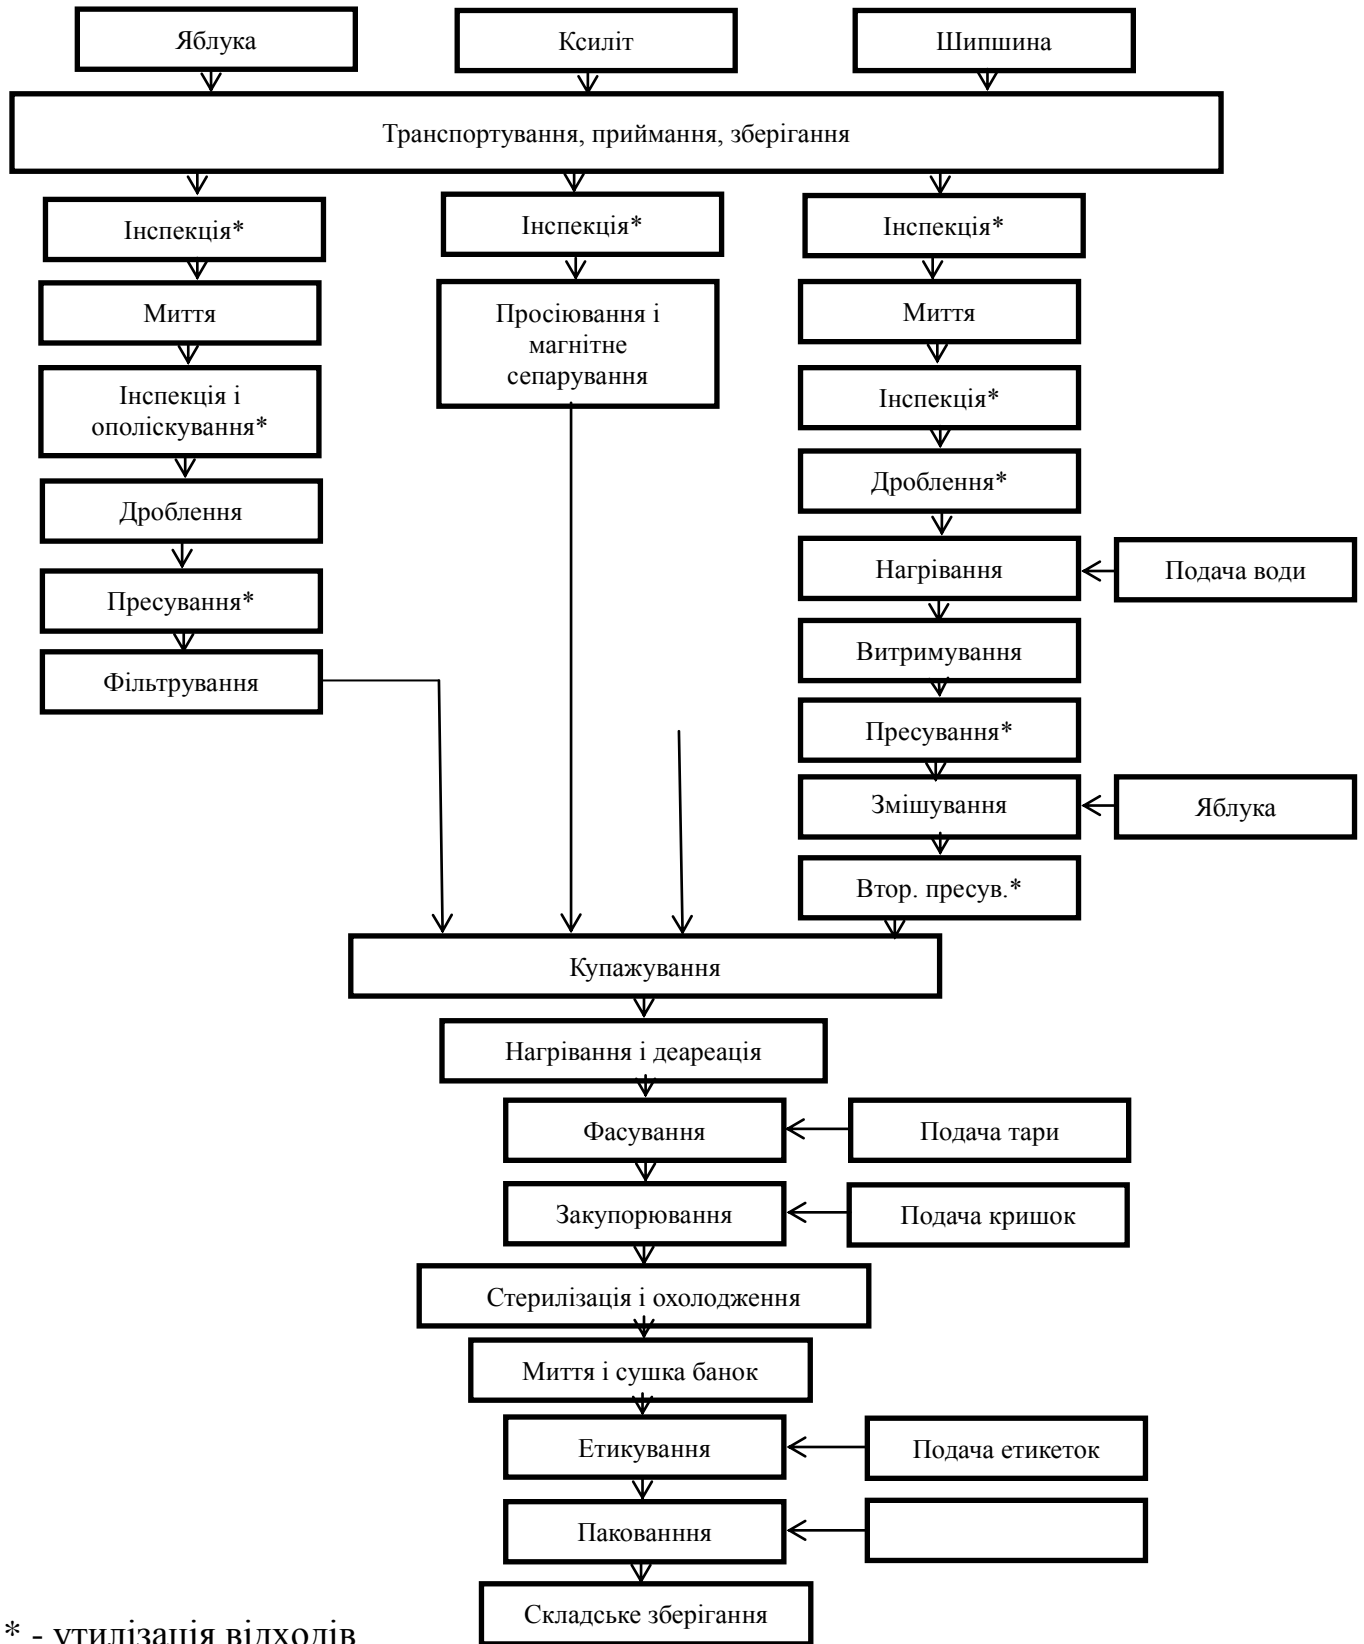 Яблука
Ксиліт
Шипшина
Транспортування, приймання, зберігання
Інспекція*
Інспекція*
Інспекція*
Миття
Просіювання і
магнітне
сепарування
Миття
Інспекція і
ополіскування*
Інспекція*
Дроблення
Дроблення*
Пресування*
Нагрівання
Подача води
Фільтрування
Витримування
Пресування*
Змішування
Яблука
Втор. пресув.*
Купажування
Нагрівання і деареація
Фасування
Подача тари
Закупорювання
Подача кришок
Стерилізація і охолодження
Миття і сушка банок
Етикування
Подача етикеток
Пакованння
Складське зберігання
* - утилізація відходів